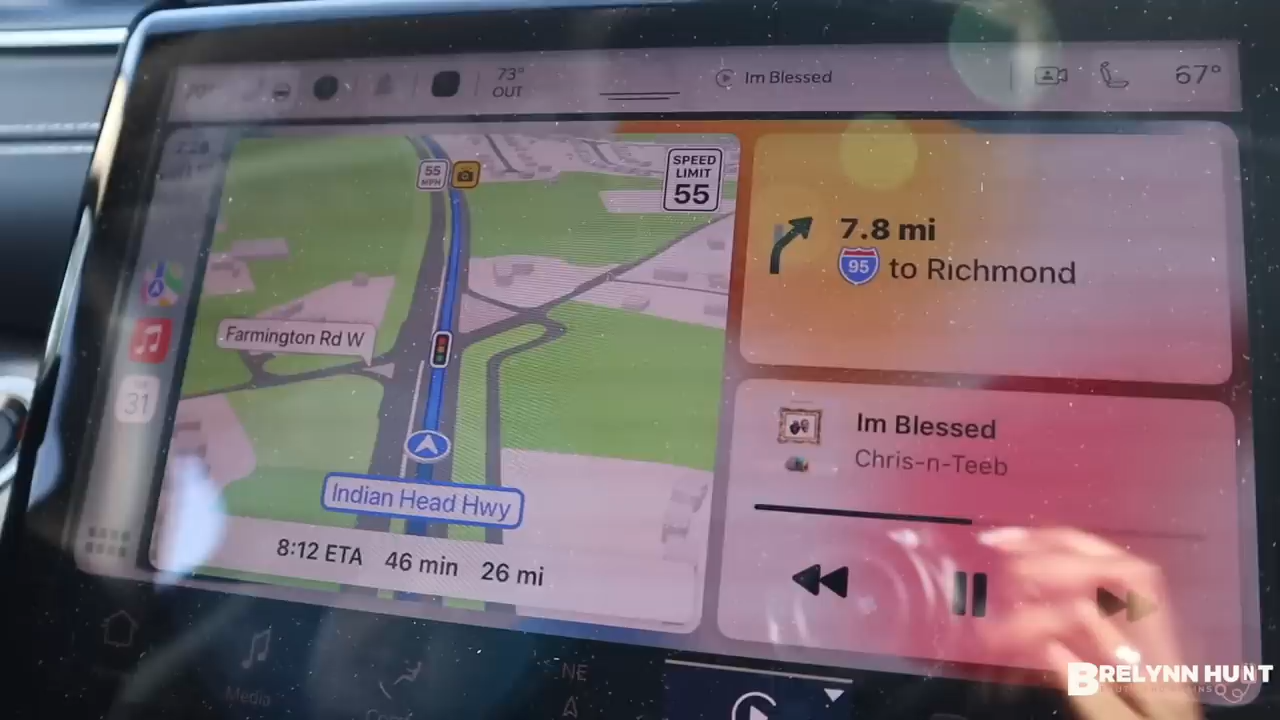 73°
OUT
Im Blessed
67°
55
MPH
SPEED
LIMIT
55
7.8 mi
95 to Richmond
Farmington Rd W
31
Indian Head Hwy
8:12 ETA 46 min 26 mi
Im Blessed
Chris-n-Teeb
Media
NE
BRELYNN HUNT